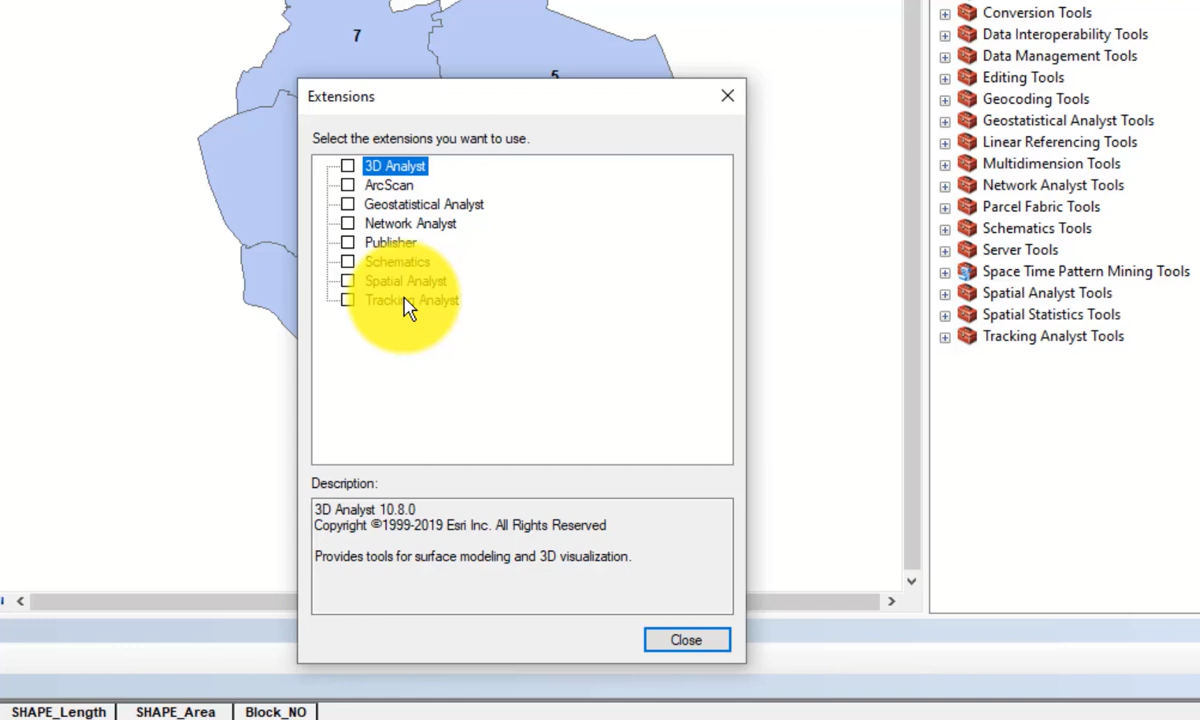 7
5
Extensions
Select the extensions you want to use.
3D Analyst
ArcScan
Geostatistical Analyst
Network Analyst
Publisher
Schematics
Spatial Analyst
Tracking Analyst
Description:
3D Analyst 10.8.0
Copyright ©1999-2019 Esri Inc. All Rights Reserved
Provides tools for surface modeling and 3D visualization.
Close
Conversion Tools
Data Interoperability Tools
Data Management Tools
Editing Tools
Geocoding Tools
Geostatistical Analyst Tools
Linear Referencing Tools
Multidimension Tools
Network Analyst Tools
Parcel Fabric Tools
Schematics Tools
Server Tools
Space Time Pattern Mining Tools
Spatial Analyst Tools
Spatial Statistics Tools
Tracking Analyst Tools
SHAPE_Length SHAPE_Area Block_NO